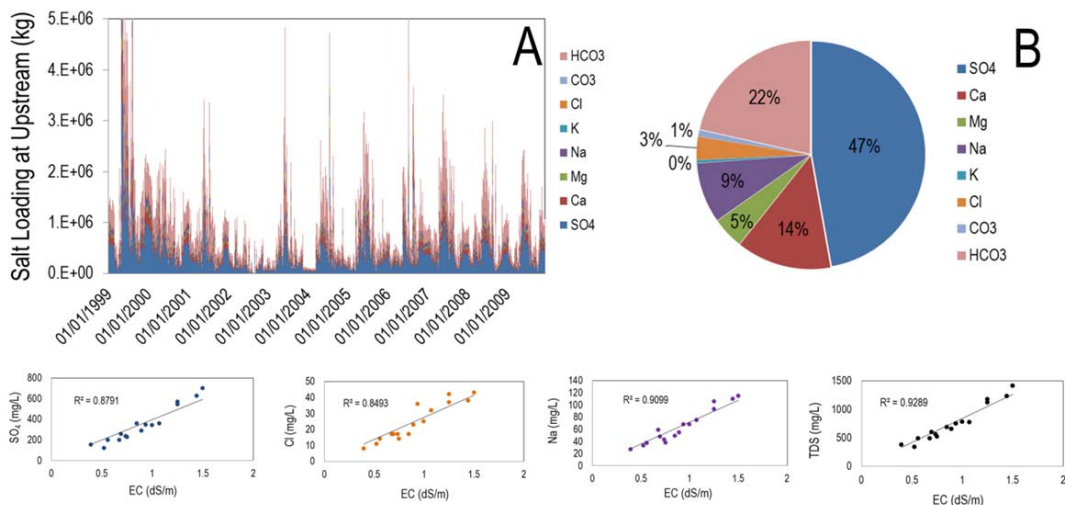 A
Salt Loading at Upstream (kg)
5.E+06
4.E+06
3.E+06
2.E+06
1.E+06
0.E+00
01/01/1999
01/01/2000
01/01/2001
01/01/2002
01/01/2003
01/01/2004
01/01/2005
01/01/2006
01/01/2007
01/01/2008
01/01/2009
HCO3
CO3
Cl
K
Na
Mg
Ca
SO4
B
47%
14%
5%
9%
0%
3%
1%
22%
SO4
Ca
Mg
Na
K
Cl
CO3
HCO3
SO₄ (mg/L)
800
600
400
200
0
R² = 0.8791
0 0.5 1 1.5 2
EC (dS/m)
Cl (mg/L)
50
40
30
20
10
0
R² = 0.8493
0 0.5 1 1.5 2
EC (dS/m)
Na (mg/L)
140
120
100
80
60
40
20
0
R² = 0.9099
0 0.5 1 1.5 2
EC (dS/m)
TDS (mg/L)
1500
1000
500
0
R² = 0.9289
0 0.5 1 1.5 2
EC (dS/m)